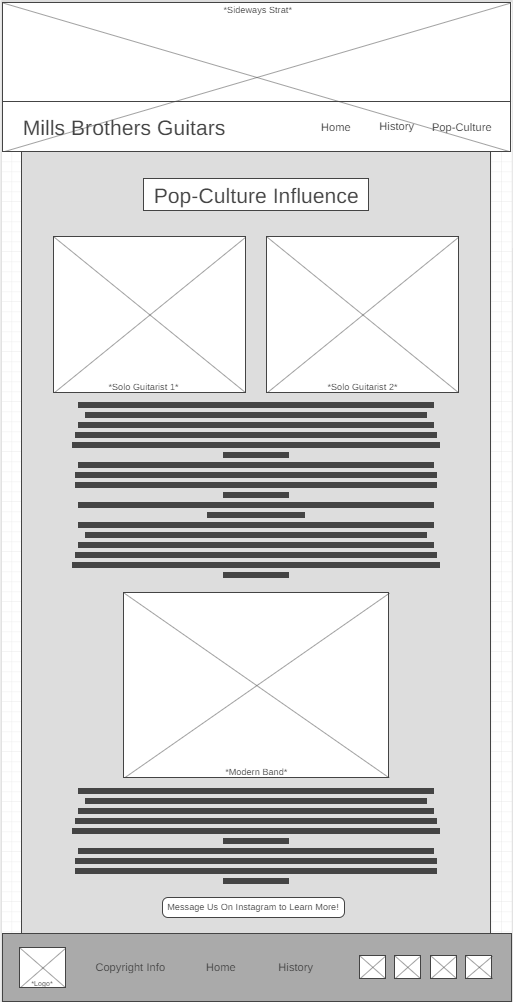 *Sideways Strat*
Mills Brothers Guitars
Home History Pop-Culture
Pop-Culture Influence
*Solo Guitarist 1* *Solo Guitarist 2*
*Modern Band*
Message Us On Instagram to Learn More!
*Logo* Copyright Info Home History